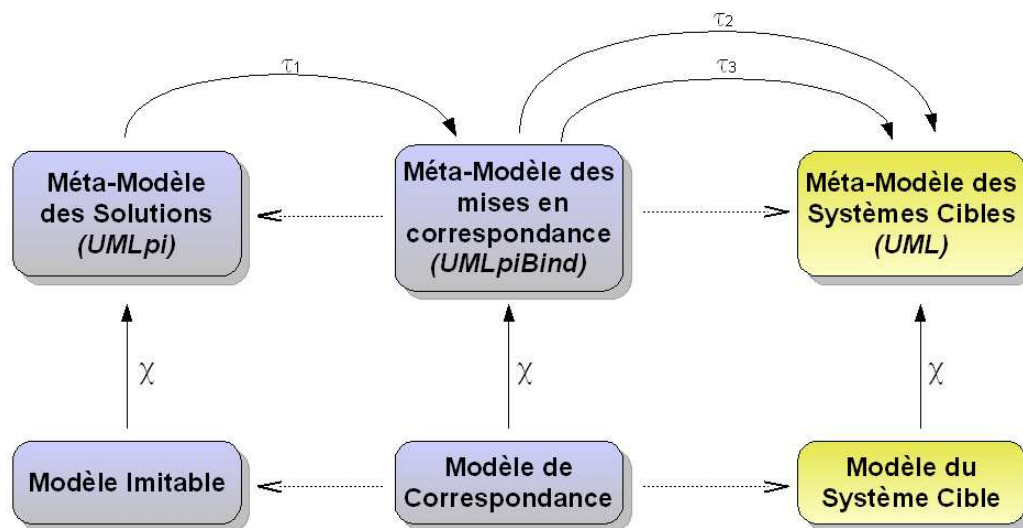 τ2
τ1
τ3
Méta-Modèle
des Solutions
(UMLpi)
Méta-Modèle des
mises en
correspondance
(UMLpiBind)
Méta-Modèle des
Systèmes Cibles
(UML)
χ
χ
χ
Modèle Imitable
Modèle de
Correspondance
Modèle du
Système Cible